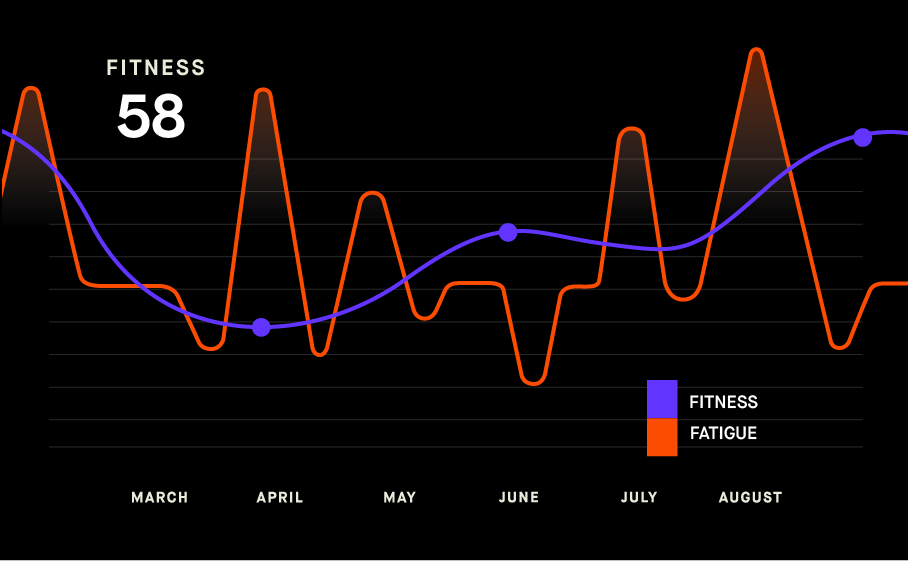 FITNESS
58
FITNESS
FATIGUE
MARCH APRIL MAY JUNE JULY AUGUST